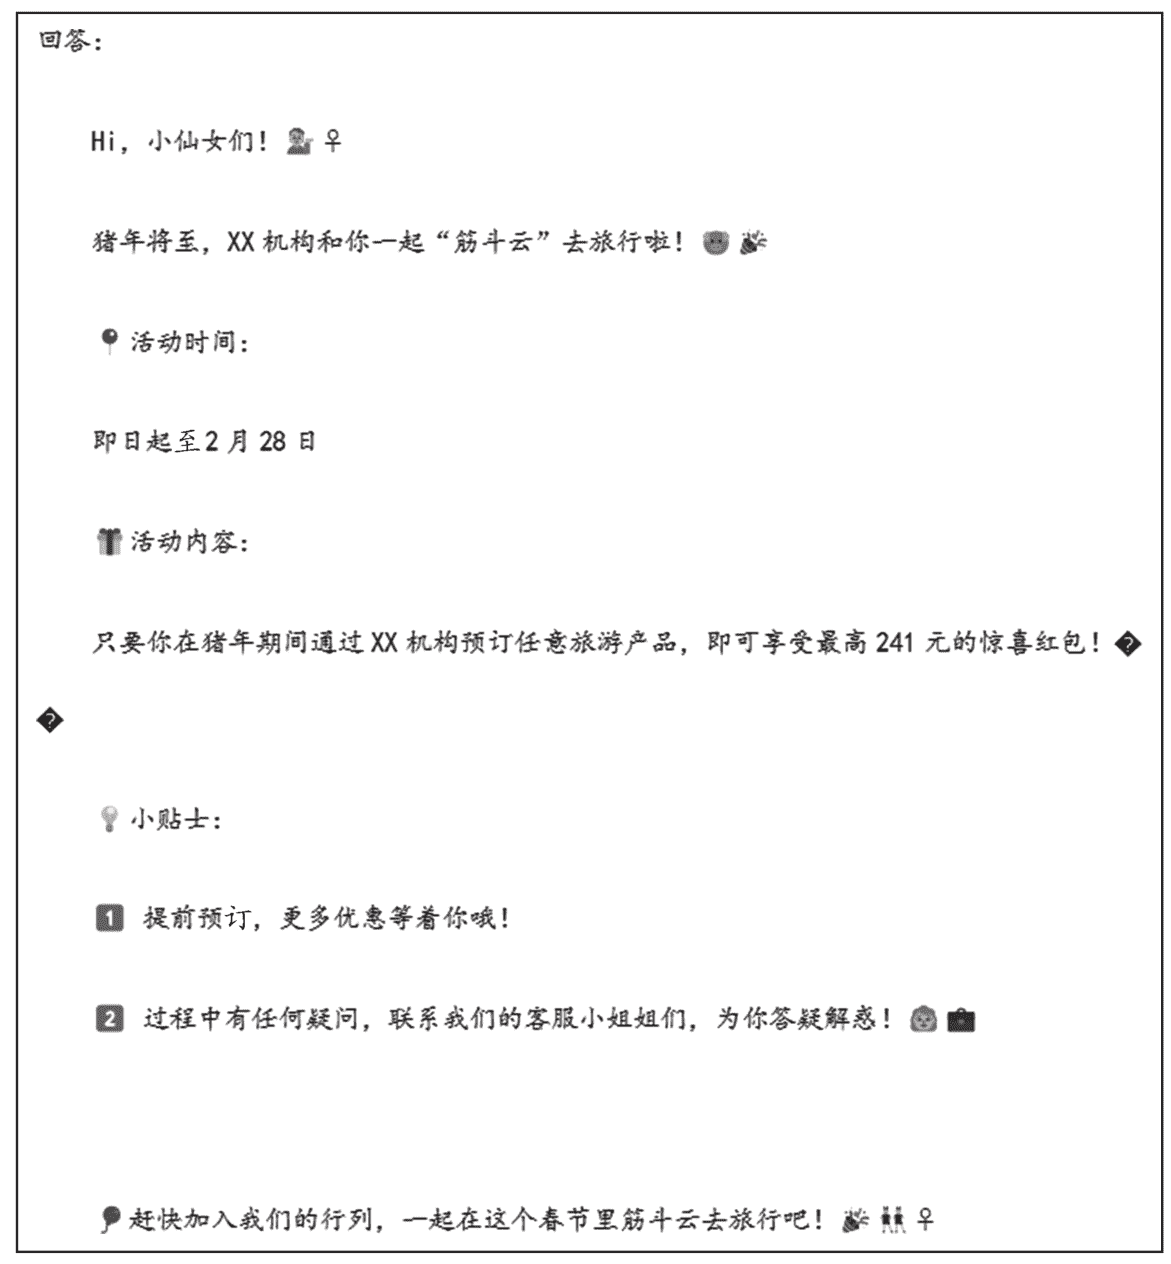 回答：
Hi，小仙女们！💁♀
猪年将至，XX 机构和你一起“筋斗云”去旅行啦！🐷🎉
📍活动时间：
即日起至2 月 28 日
🎁活动内容：
只要你在猪年期间通过 XX 机构预订任意旅游产品，即可享受最高 241 元的惊喜红包！�
�
💡小贴士：
1 提前预订，更多优惠等着你哦！
2 过程中有任何疑问，联系我们的客服小姐姐们，为你答疑解惑！👩💼
🎈赶快加入我们的行列，一起在这个春节里筋斗云去旅行吧！🎉👯♀